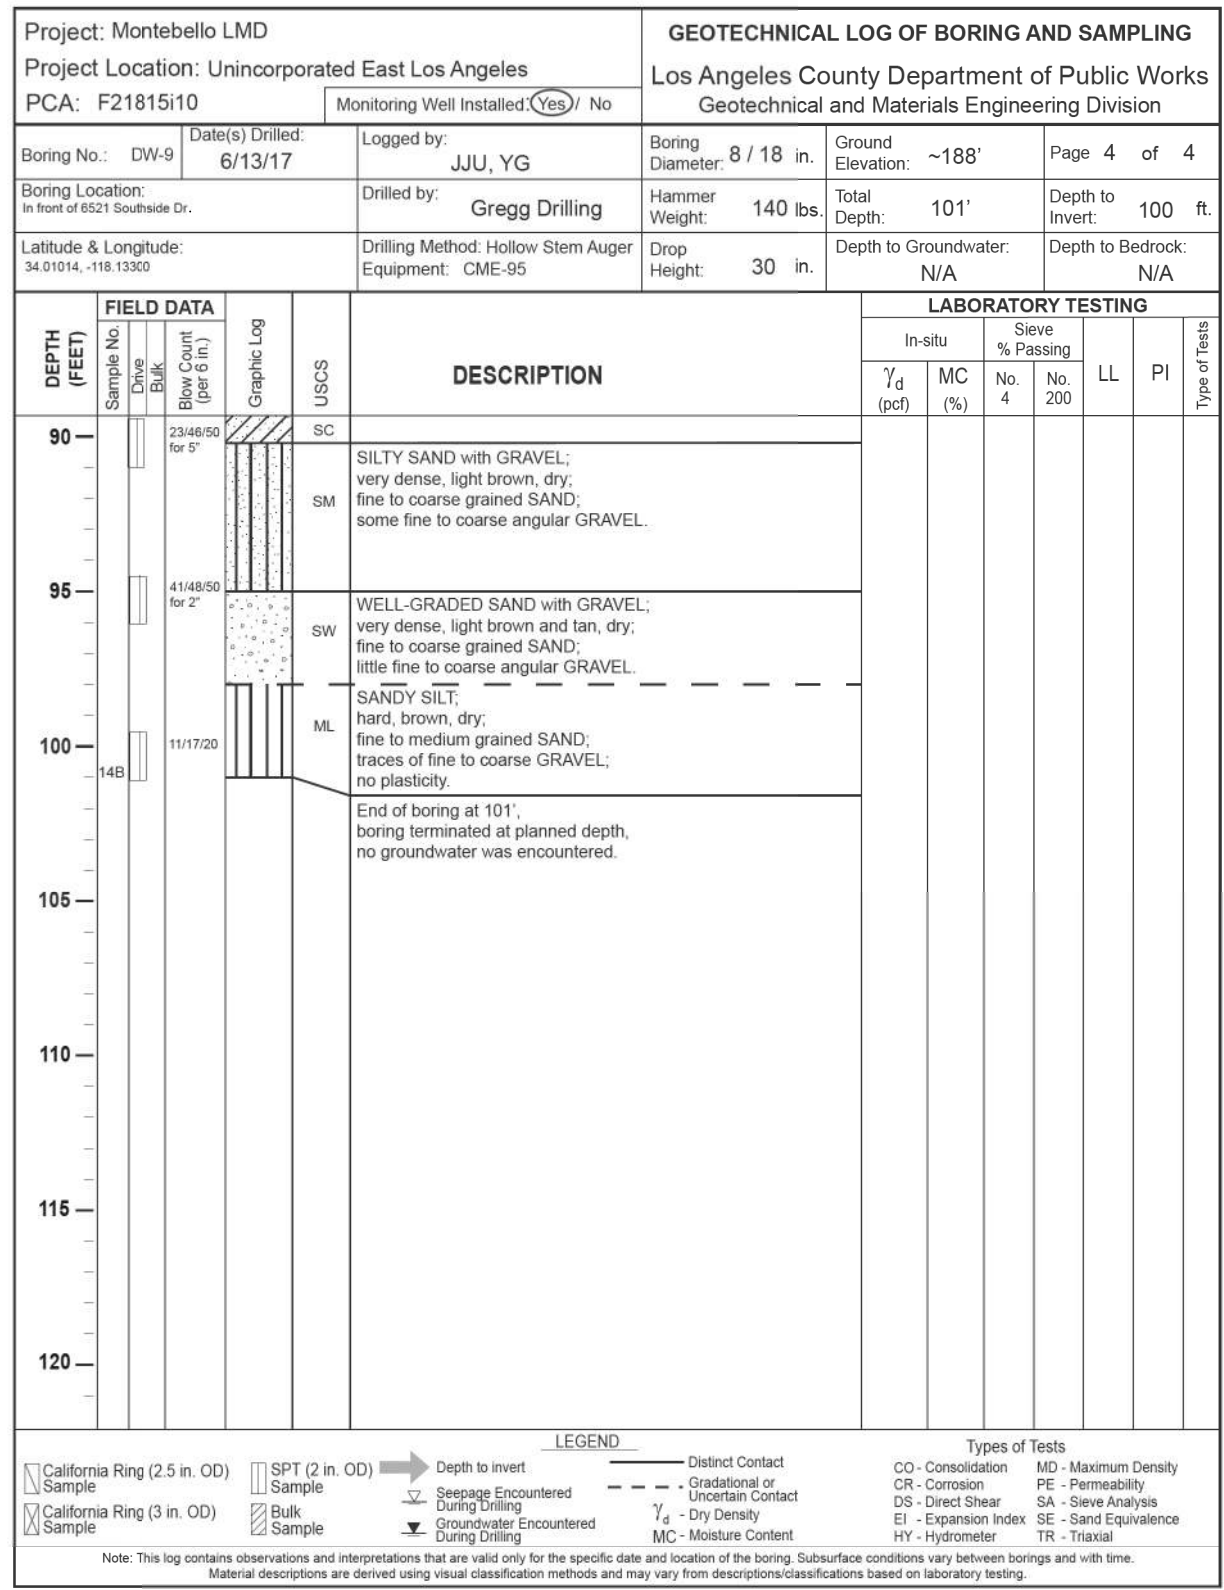 Project: Montebello LMD
Project Location: Unincorporated East Los Angeles
PCA: F21815i10
Monitoring Well Installed: Yes / No
GEOTECHNICAL LOG OF BORING AND SAMPLING
Los Angeles County Department of Public Works
Geotechnical and Materials Engineering Division
Boring No.: DW-9
Date(s) Drilled:
6/13/17
Logged by:
JJU, YG
Boring
Diameter: 8 / 18 in.
Ground
Elevation: ~188'
Page 4 of 4
Boring Location:
In front of 6521 Southside Dr.
Drilled by:
Gregg Drilling
Hammer
Weight: 140 lbs.
Total
Depth: 101'
Depth to
Invert: 100 ft.
Latitude & Longitude:
34.01014, -118.13300
Drilling Method: Hollow Stem Auger
Equipment: CME-95
Drop
Height: 30 in.
Depth to Groundwater:
N/A
Depth to Bedrock:
N/A
DEPTH
(FEET)
FIELD DATA
Sample No.
Drive
Bulk
Blow Count
(per 6 in.)
Graphic Log
USCS
DESCRIPTION
LABORATORY TESTING
In-situ
γd
(pcf)
MC
(%)
Sieve
% Passing
No.
4
No.
200
LL
PI
Type of Tests
90
23/46/50
for 5"
SC
SM
SILTY SAND with GRAVEL;
very dense, light brown, dry;
fine to coarse grained SAND;
some fine to coarse angular GRAVEL.
95
41/48/50
for 2"
SW
WELL-GRADED SAND with GRAVEL;
very dense, light brown and tan, dry;
fine to coarse grained SAND;
little fine to coarse angular GRAVEL.
100
14B
11/17/20
ML
SANDY SILT;
hard, brown, dry;
fine to medium grained SAND;
traces of fine to coarse GRAVEL;
no plasticity.
End of boring at 101',
boring terminated at planned depth,
no groundwater was encountered.
105
110
115
120
LEGEND
California Ring (2.5 in. OD)
Sample
California Ring (3 in. OD)
Sample
SPT (2 in. OD)
Sample
Bulk
Sample
Depth to invert
Seepage Encountered
During Drilling
Groundwater Encountered
During Drilling
Distinct Contact
Gradational or
Uncertain Contact
γd - Dry Density
MC - Moisture Content
Types of Tests
CO - Consolidation
CR - Corrosion
DS - Direct Shear
EI - Expansion Index
HY - Hydrometer
MD - Maximum Density
PE - Permeability
SA - Sieve Analysis
SE - Sand Equivalence
TR - Triaxial
Note: This log contains observations and interpretations that are valid only for the specific date and location of the boring. Subsurface conditions vary between borings and with time.
Material descriptions are derived using visual classification methods and may vary from descriptions/classifications based on laboratory testing.